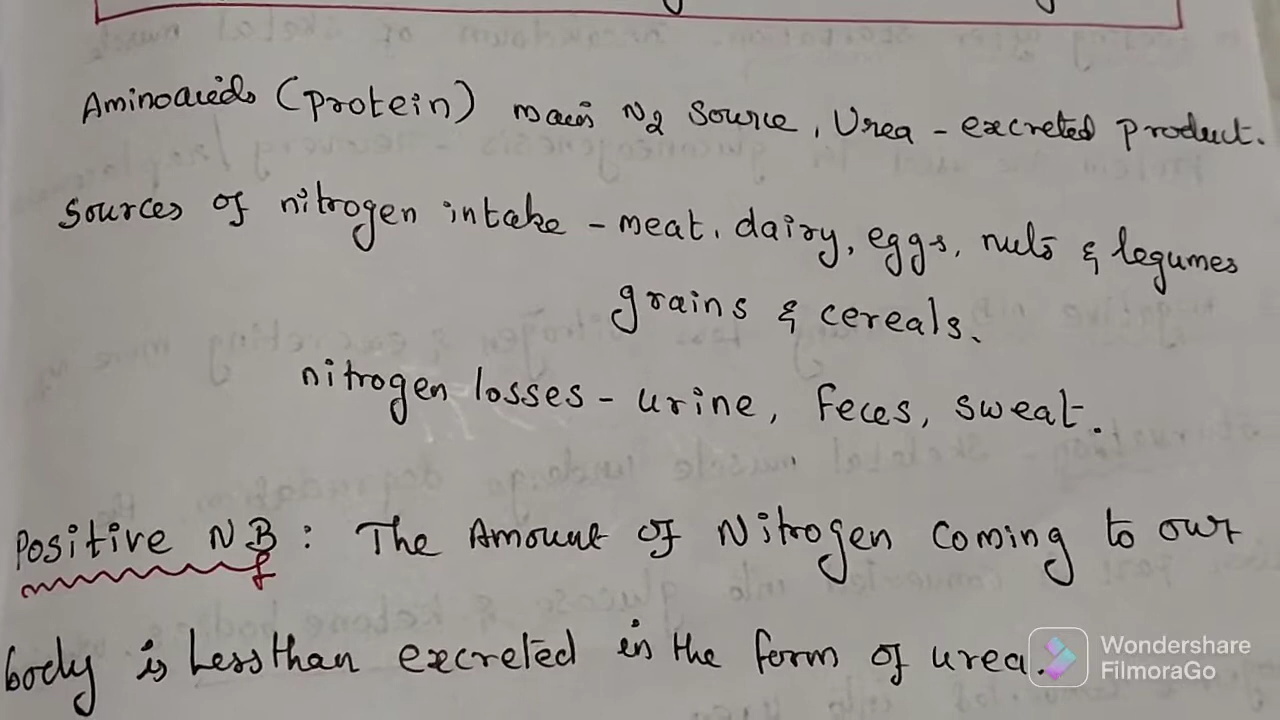 Aminoacids (protein) main N2 source, Urea - excreted product.
Sources of nitrogen intake - meat, dairy, eggs, nuts & legumes
grains & cereals.
nitrogen losses - urine, Feces, sweat.
Positive NB : The Amount of Nitrogen coming to our
body is Lessthan excreted in the form of urea.
Wondershare
FilmoraGo